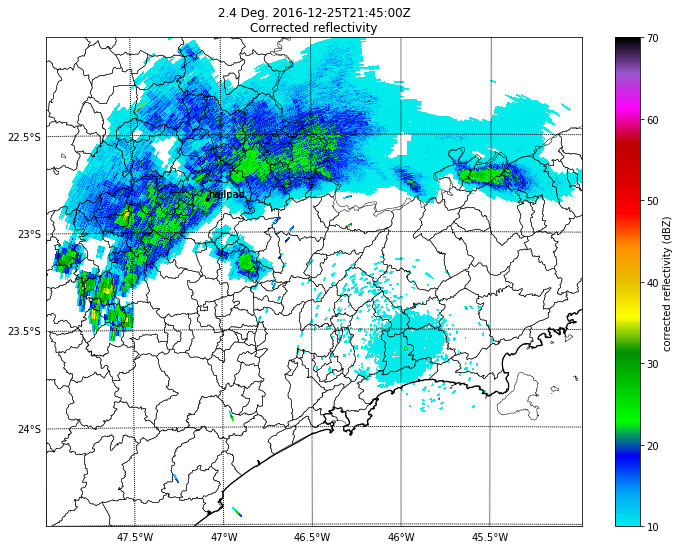 2.4 Deg. 2016-12-25T21:45:00Z
Corrected reflectivity
70
60
50
40
30
20
10
corrected reflectivity (dBZ)
22.5°S
23°S
23.5°S
24°S
hailpad
47.5°W
47°W
46.5°W
46°W
45.5°W